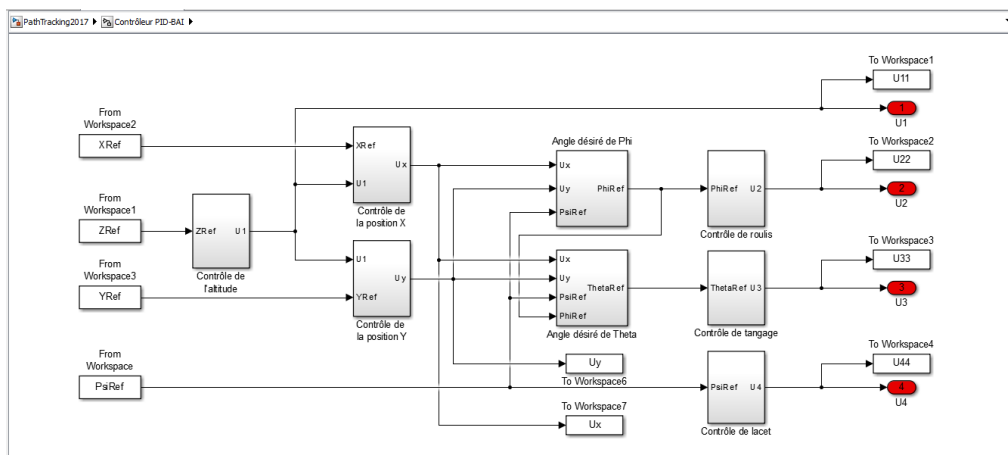 PathTracking2017 Contrôleur PID-BAI
To Workspace1
U11
1
U1
From
Workspace2
XRef
XRef
U1
Ux
Contrôle de
la position X
Angle désiré de Phi
Ux
Uy
PsiRef
PhiRef
To Workspace2
U22
PhiRef U2
Contrôle de roulis
2
U2
From
Workspace1
ZRef
ZRef U1
Contrôle de
l'altitude
From
Workspace3
YRef
U1
YRef
Uy
Contrôle de
la position Y
Ux
Uy
PsiRef
PhiRef
ThetaRef
Angle désiré de Theta
To Workspace3
U33
ThetaRef U3
Contrôle de tangage
3
U3
Uy
To Workspace6
From
Workspace
PsiRef
To Workspace4
U44
PsiRef U4
Contrôle de lacet
4
U4
To Workspace7
Ux